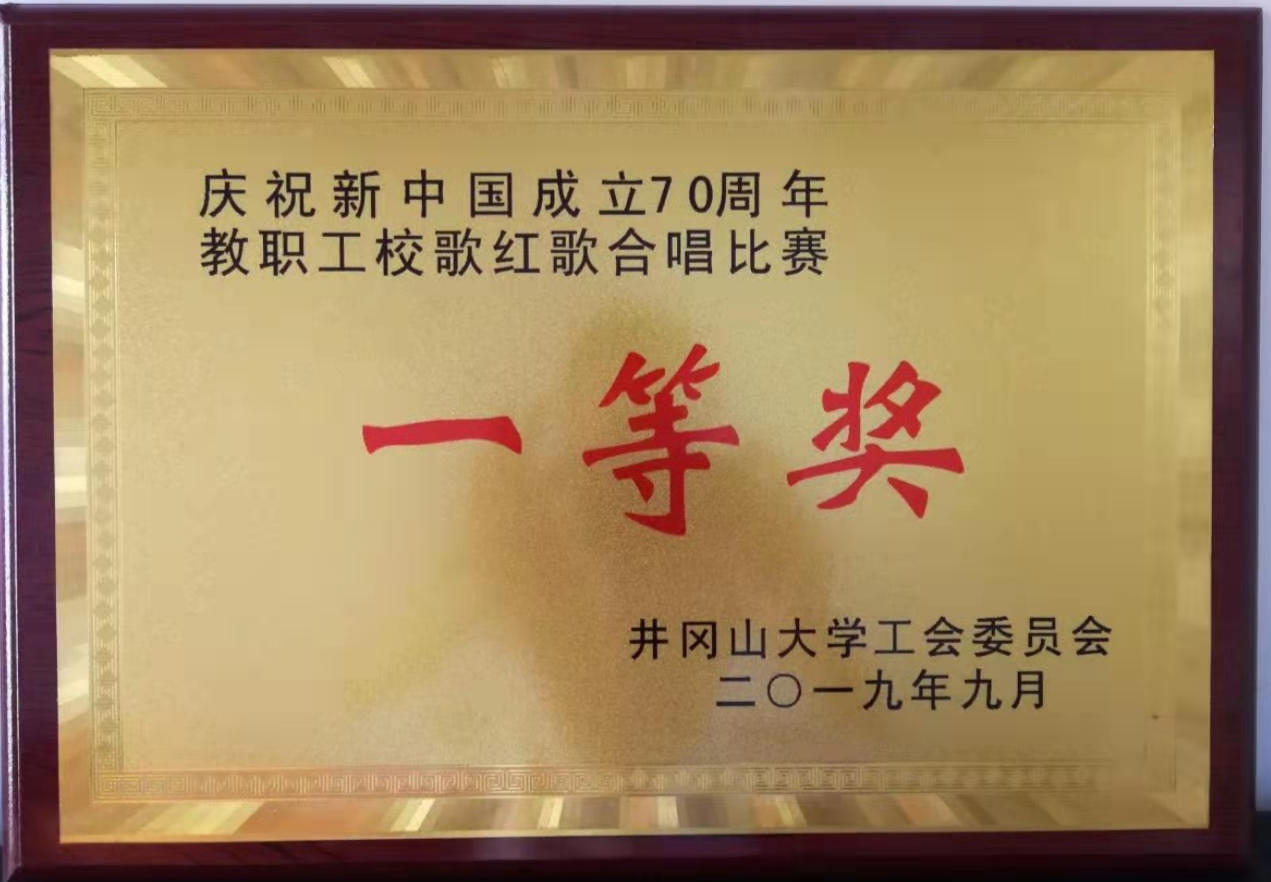 庆祝新中国成立70周年
教职工校歌红歌合唱比赛
一等奖
井冈山大学工会委员会
二〇一九年九月